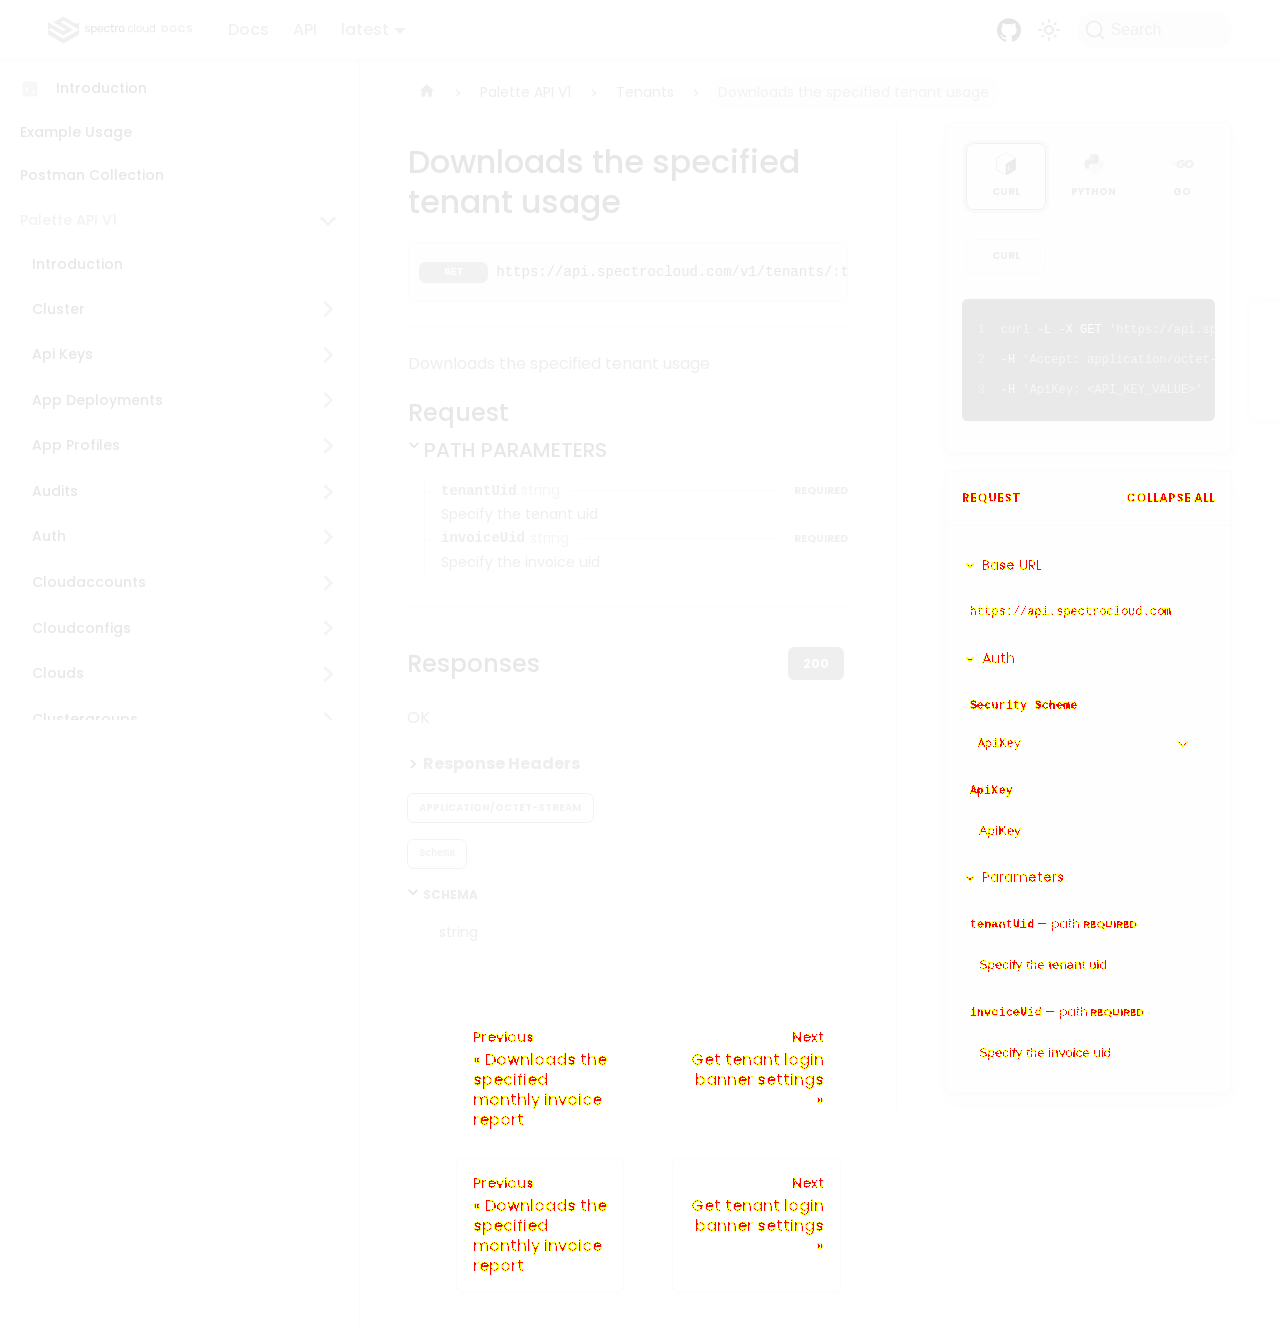 spectro cloud DOCS
Docs API latest
Search
Introduction
Example Usage
Postman Collection
Palette API V1
Introduction
Cluster
Api Keys
App Deployments
App Profiles
Audits
Auth
Cloudaccounts
Cloudconfigs
Clouds
Clustergroups
Palette API V1 Tenants Downloads the specified tenant usage
Downloads the specified
tenant usage
GET https://api.spectrocloud.com/v1/tenants/:t
Downloads the specified tenant usage
Request
PATH PARAMETERS
tenantUid string REQUIRED
Specify the tenant uid
invoiceUid string REQUIRED
Specify the invoice uid
Responses
200
OK
Response Headers
APPLICATION/OCTET-STREAM
Schema
SCHEMA
string
Previous
« Downloads the
specified
monthly invoice
report
Next
Get tenant login
banner settings
»
Previous
« Downloads the
specified
monthly invoice
report
Next
Get tenant login
banner settings
»
CURL PYTHON GO
CURL
1 curl -L -X GET 'https://api.sp
2 -H 'Accept: application/octet-
3 -H 'ApiKey: <API_KEY_VALUE>'
REQUEST COLLAPSE ALL
Base URL
https://api.spectrocloud.com
Auth
Security Scheme
ApiKey
ApiKey
ApiKey
Parameters
tenantUid — path REQUIRED
Specify the tenant uid
invoiceUid — path REQUIRED
Specify the invoice uid